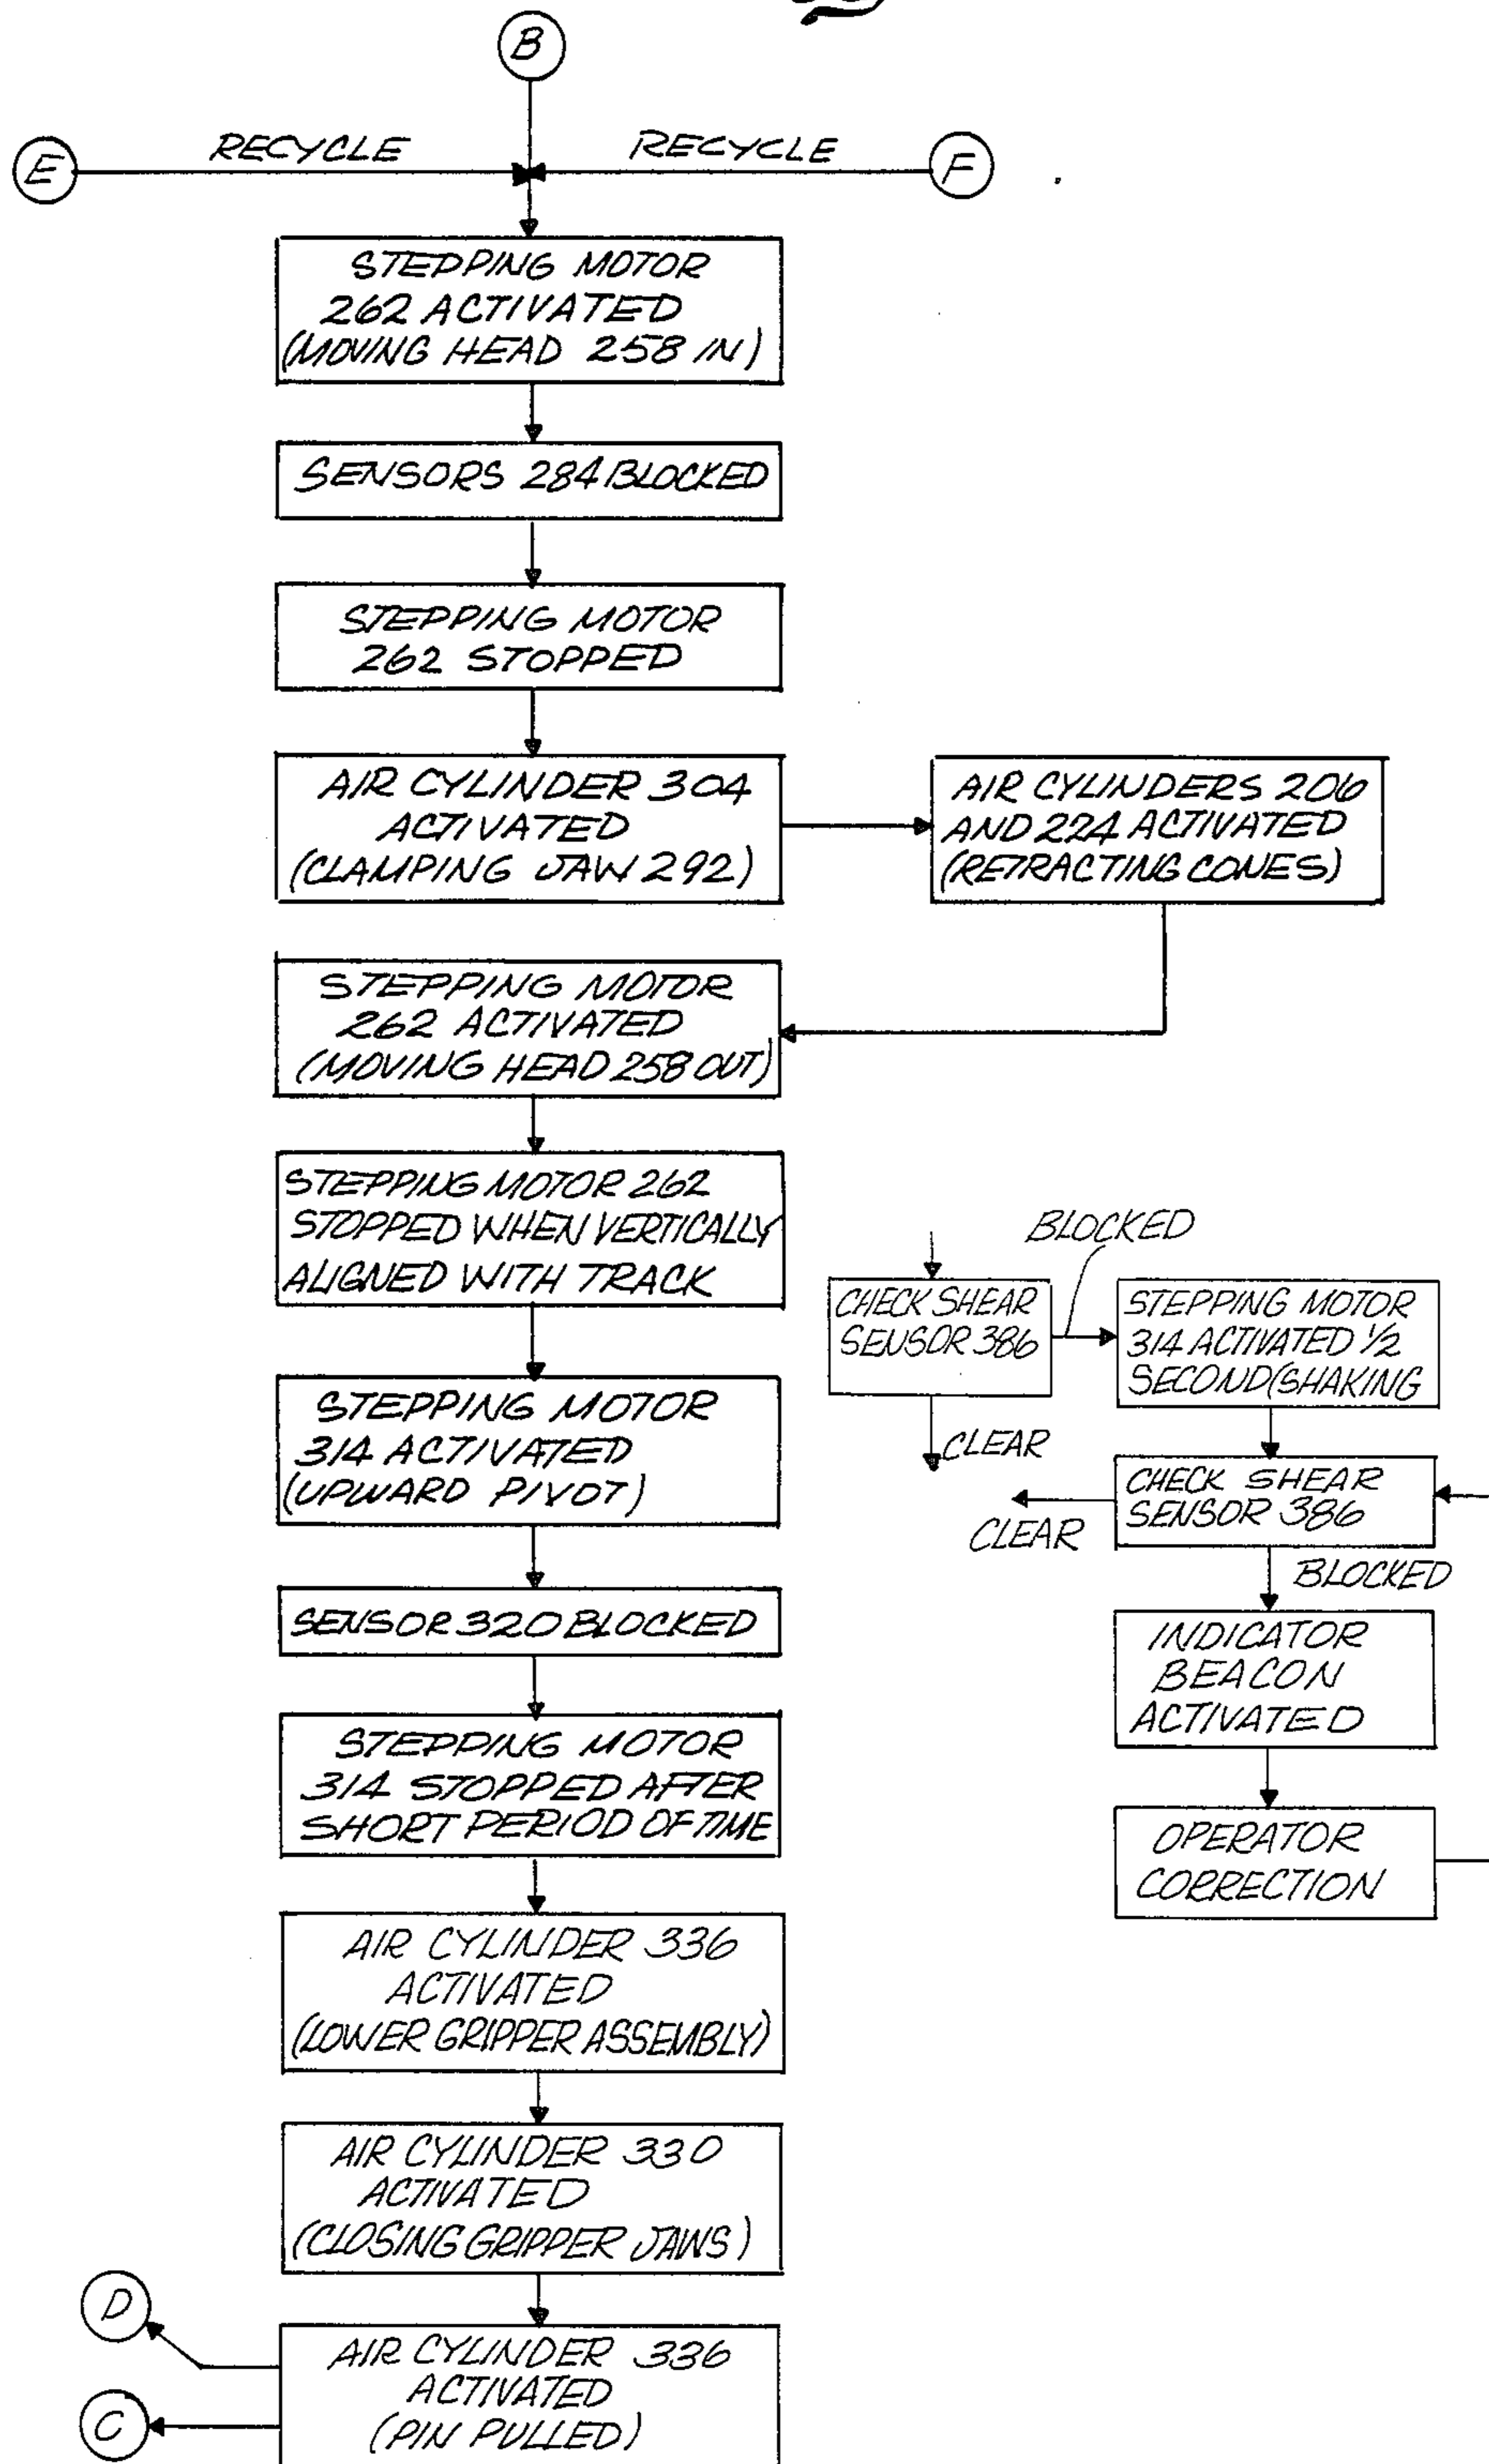 B
E
RECYCLE
RECYCLE
F
STEPPING MOTOR
262 ACTIVATED
(MOVING HEAD 258 IN)
SENSORS 284 BLOCKED
STEPPING MOTOR
262 STOPPED
AIR CYLINDER 304
ACTIVATED
(CLAMPING JAW 292)
AIR CYLINDERS 206
AND 224 ACTIVATED
(RETRACTING CONES)
STEPPING MOTOR
262 ACTIVATED
(MOVING HEAD 258 OUT)
STEPPING MOTOR 262
STOPPED WHEN VERTICALLY
ALIGNED WITH TRACK
STEPPING MOTOR
314 ACTIVATED
(UPWARD PIVOT)
SENSOR 320 BLOCKED
STEPPING MOTOR
314 STOPPED AFTER
SHORT PERIOD OF TIME
AIR CYLINDER 336
ACTIVATED
(LOWER GRIPPER ASSEMBLY)
AIR CYLINDER 330
ACTIVATED
(CLOSING GRIPPER JAWS)
AIR CYLINDER 336
ACTIVATED
(PIN PULLED)
D
C
CHECK SHEAR
SENSOR 386
BLOCKED
CLEAR
STEPPING MOTOR
314 ACTIVATED 1/2
SECOND (SHAKING
CHECK SHEAR
SENSOR 386
CLEAR
BLOCKED
INDICATOR
BEACON
ACTIVATED
OPERATOR
CORRECTION